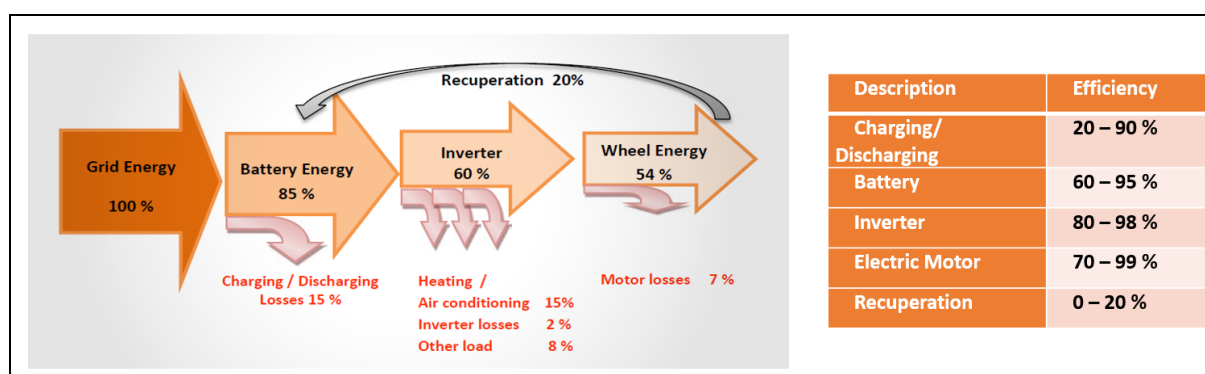 Recuperation 20%
Grid Energy
100 %
Battery Energy
85 %
Inverter
60 %
Wheel Energy
54 %
Charging / Discharging
Losses 15 %
Heating /
Air conditioning 15%
Inverter losses 2 %
Other load 8 %
Motor losses 7 %
Description Efficiency
Charging/ 20 – 90 %
Discharging
Battery 60 – 95 %
Inverter 80 – 98 %
Electric Motor 70 – 99 %
Recuperation 0 – 20 %